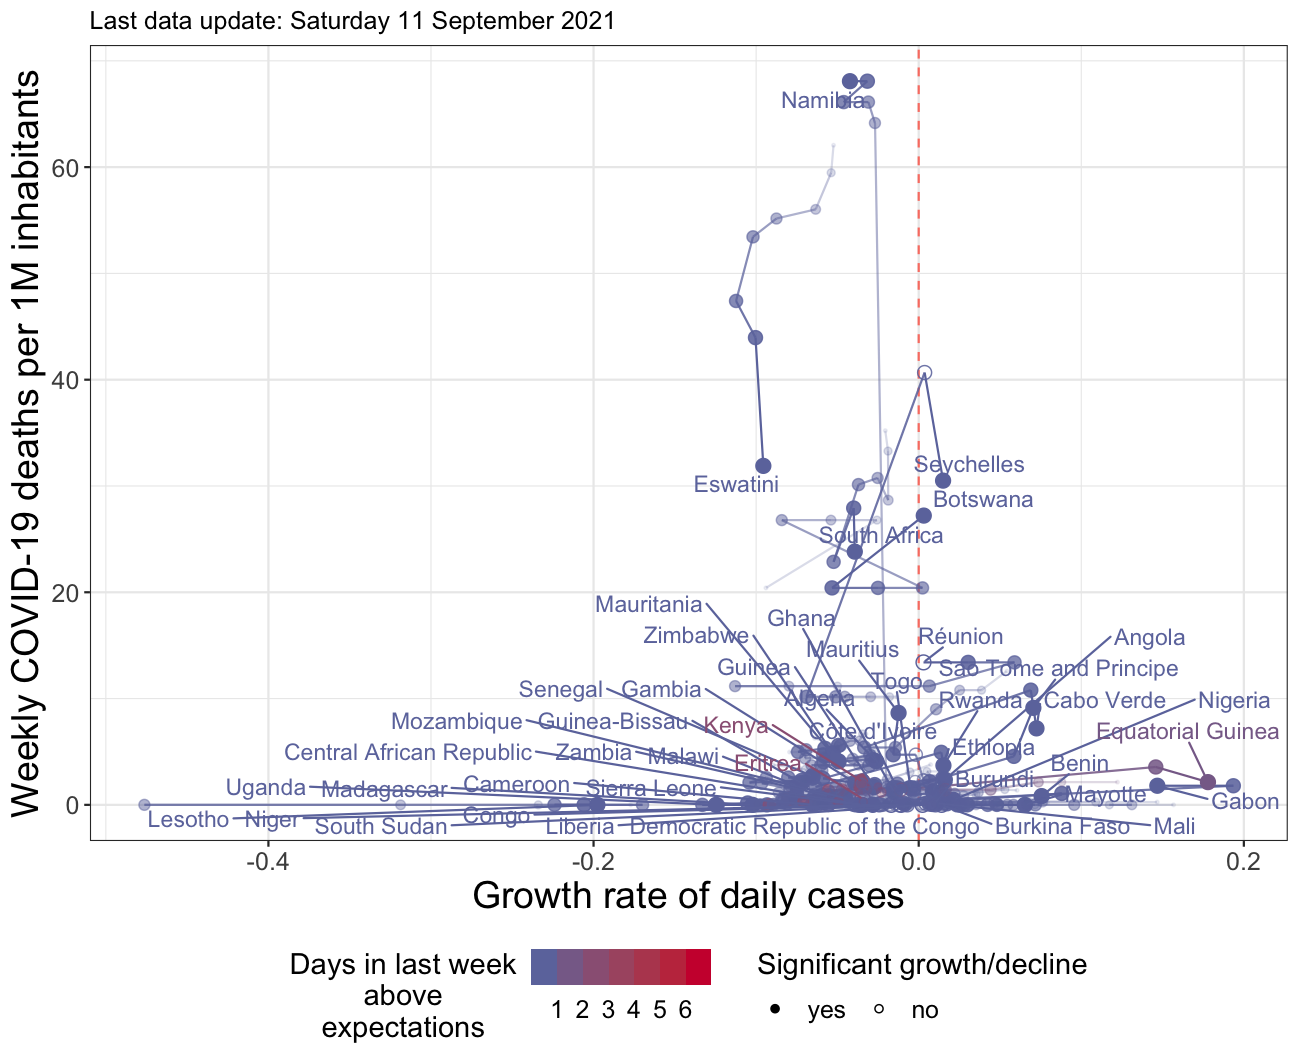 Last data update: Saturday 11 September 2021
Weekly COVID-19 deaths per 1M inhabitants
60
40
20
0
Namibia
Eswatini
Seychelles
Botswana
South Africa
Mauritania
Ghana
Zimbabwe
Réunion
Angola
Mauritius
Guinea
Sao Tome and Principe
Togo
Senegal
Gambia
Algeria
Rwanda
Cabo Verde
Nigeria
Mozambique
Guinea-Bissau
Kenya
Côte d'Ivoire
Equatorial Guinea
Central African Republic
Zambia
Malawi
Ethiopia
Eritrea
Benin
Burundi
Uganda
Madagascar
Cameroon
Sierra Leone
Mayotte
Gabon
Lesotho
Niger
South Sudan
Congo
Liberia
Democratic Republic of the Congo
Burkina Faso
Mali
-0.4
-0.2
0.0
0.2
Growth rate of daily cases
Days in last week
above
expectations
1 2 3 4 5 6
Significant growth/decline
yes
no